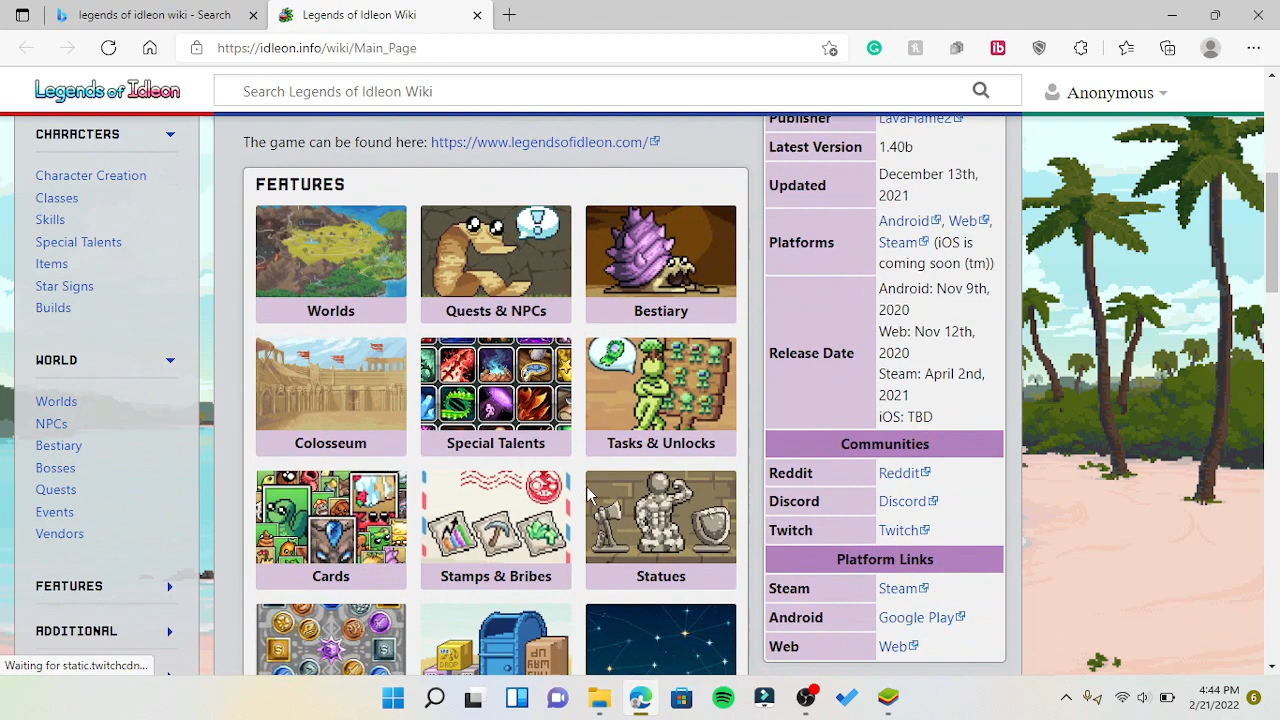 legends of idleon wiki - Search
Legends of Idleon Wiki
https://idleon.info/wiki/Main_Page
ib
Legends of Idleon
Search Legends of Idleon Wiki
Anonymous
CHARACTERS
Character Creation
Classes
Skills
Special Talents
Items
Star Signs
Builds
WORLD
Worlds
NPCs
Bestiary
Bosses
Quests
Events
Vendors
FEATURES
ADDITIONAL
The game can be found here: https://www.legendsofidleon.com/
FEATURES
Worlds
Quests & NPCs
Bestiary
Colosseum
Special Talents
Tasks & Unlocks
Cards
Stamps & Bribes
Statues
DROP
Publisher
LavaFlame2
Latest Version
1.40b
Updated
December 13th,
2021
Platforms
Android, Web,
Steam (iOS is
coming soon (tm))
Release Date
Android: Nov 9th,
2020
Web: Nov 12th,
2020
Steam: April 2nd,
2021
iOS: TBD
Communities
Reddit
Reddit
Discord
Discord
Twitch
Twitch
Platform Links
Steam
Steam
Android
Google Play
Web
Web
Waiting for static.twitchcdn...
4:44 PM
2/21/2022
6